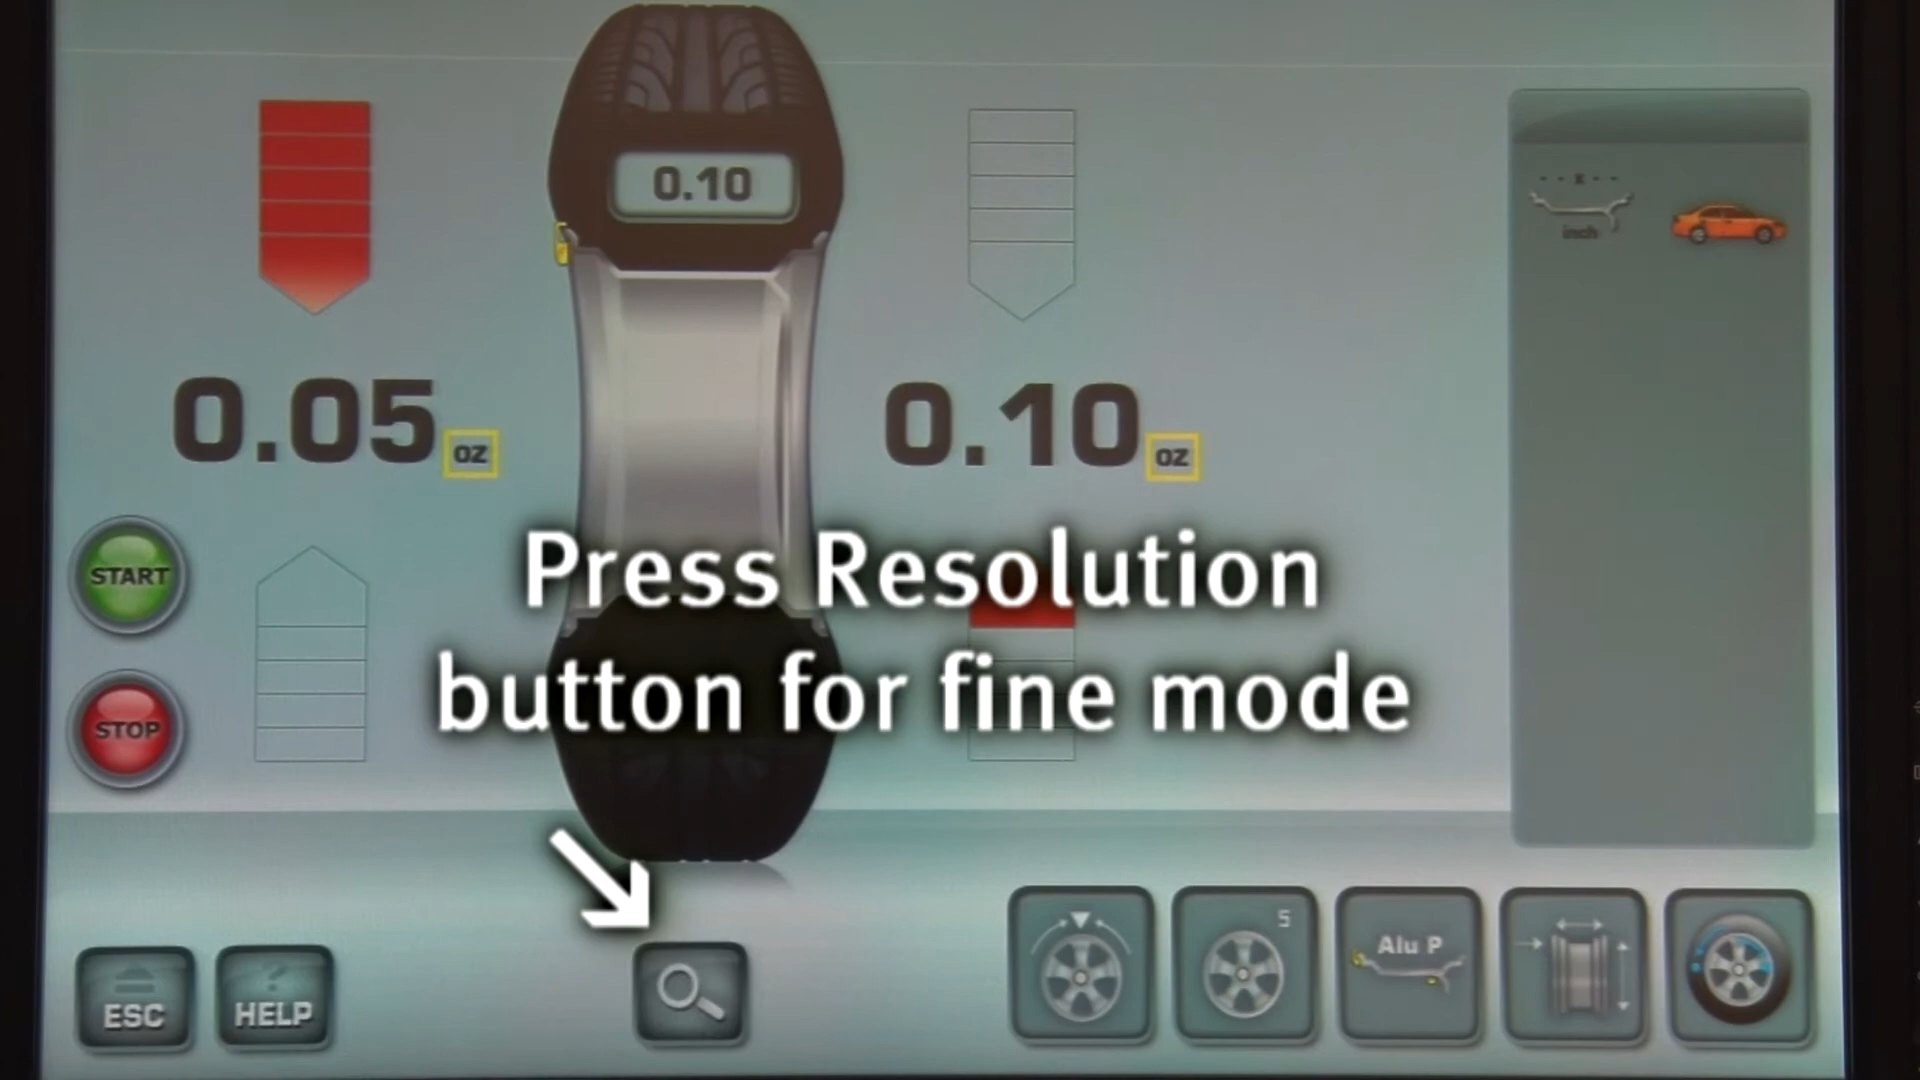 0.10
inch
0.05 oz
0.10 oz
START
Press Resolution
button for fine mode
STOP
5
Alu P
ESC
HELP